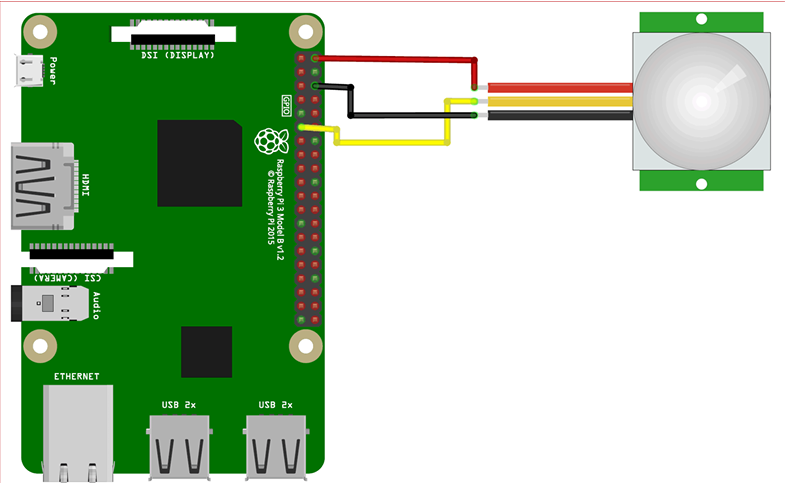 DSI (DISPLAY)
Power
GPIO
HDMI
Raspberry Pi 3 Model B v1.2
© Raspberry Pi 2015
CSI (CAMERA)
Audio
ETHERNET
USB 2x
USB 2x